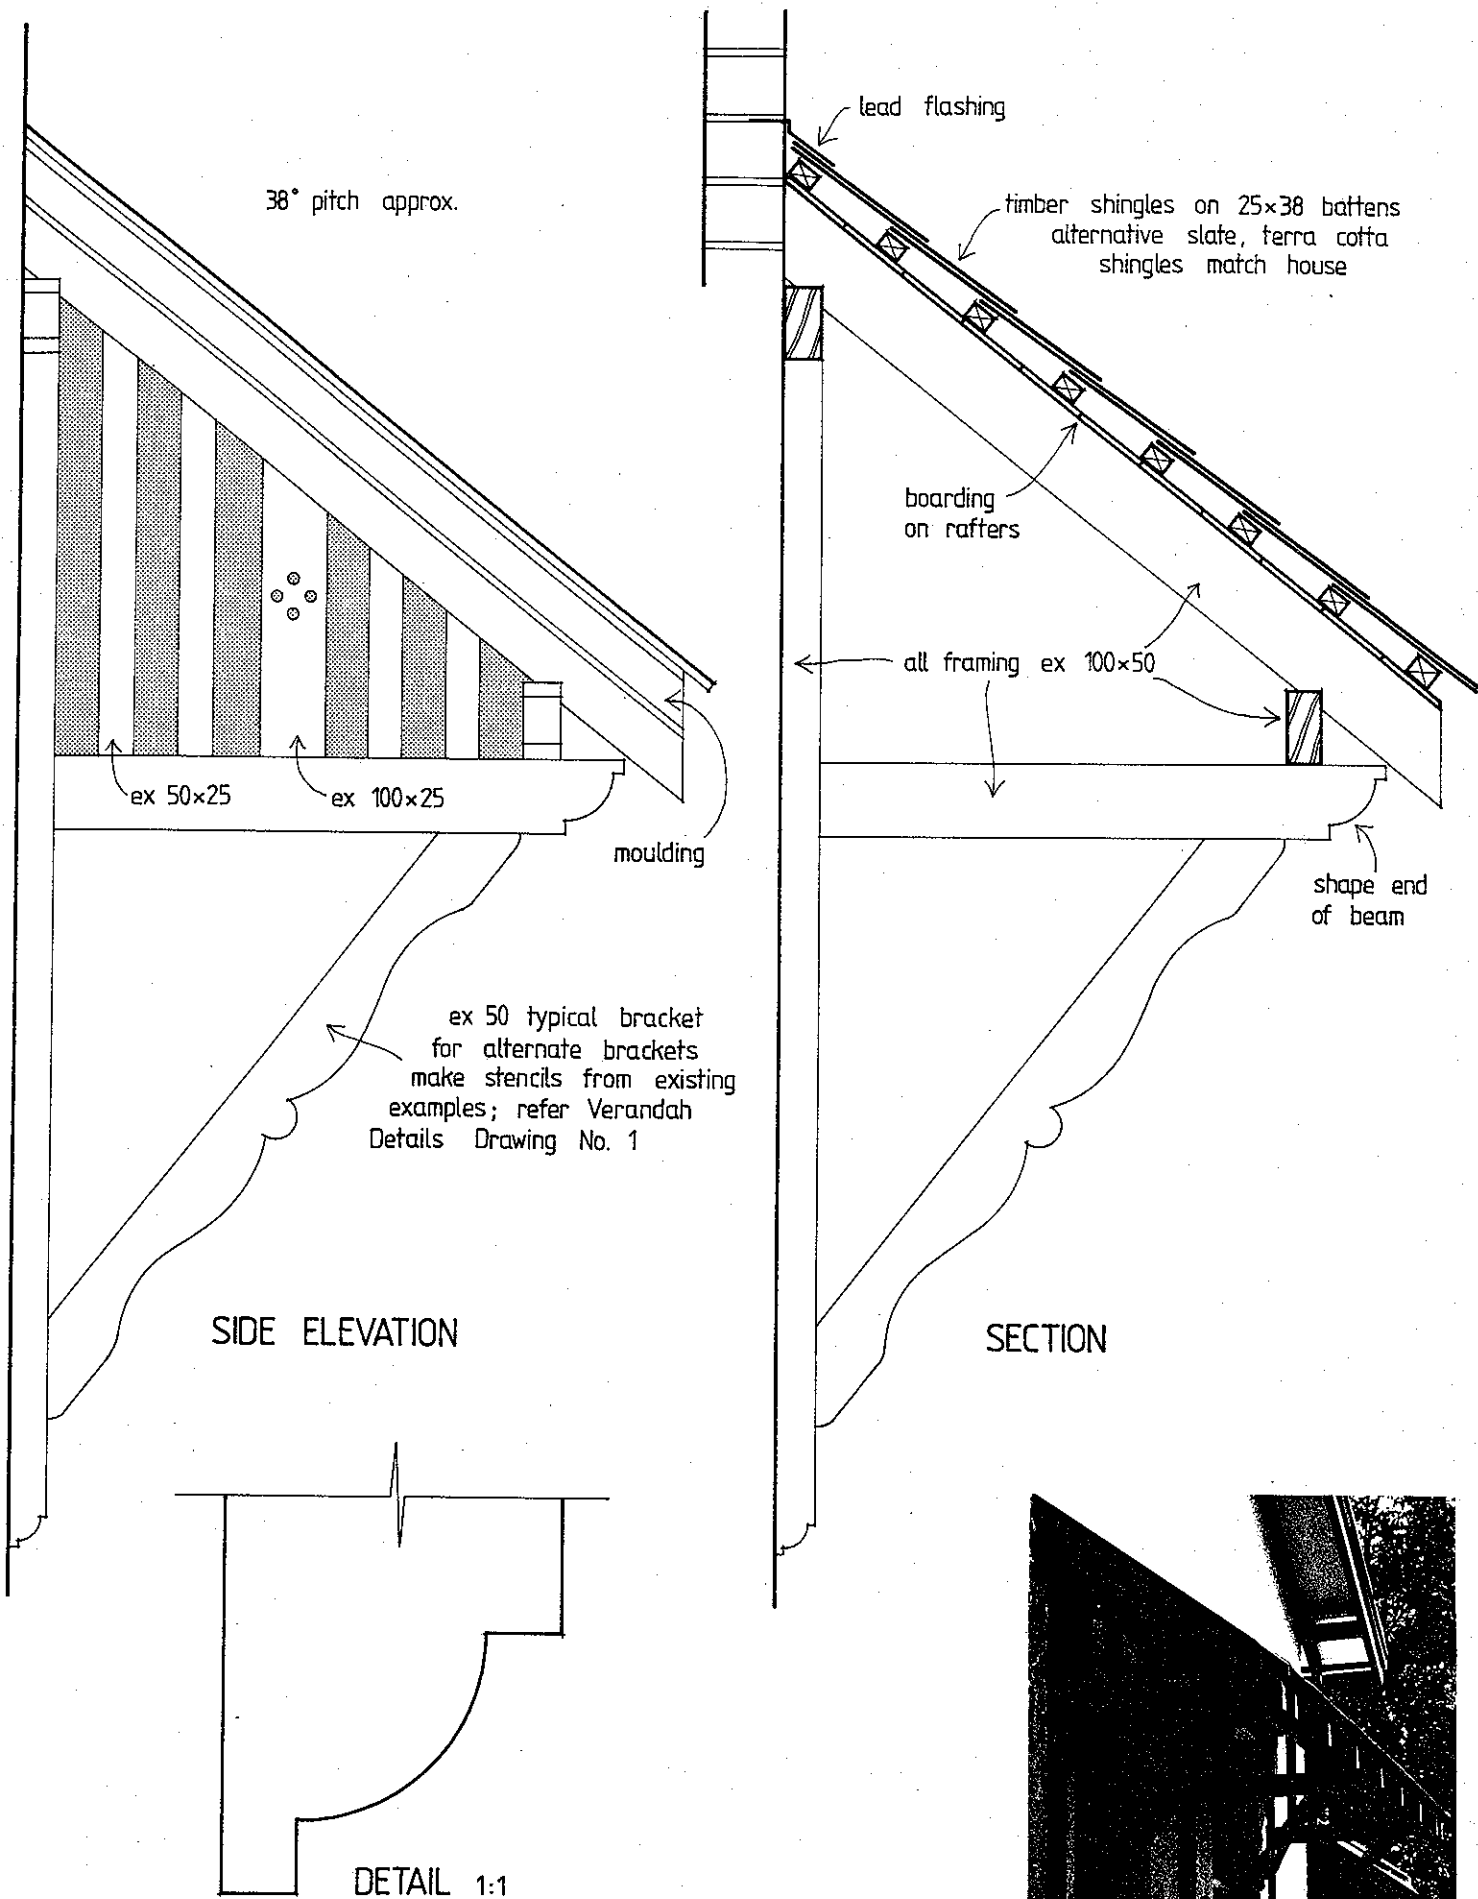 lead flashing
38° pitch approx.
timber shingles on 25×38 battens
alternative slate, terra cotta
shingles match house
boarding
on rafters
all framing ex 100×50
ex 50×25
ex 100×25
moulding
shape end
of beam
ex 50 typical bracket
for alternate brackets
make stencils from existing
examples; refer Verandah
Details Drawing No. 1
SIDE ELEVATION
SECTION
DETAIL 1:1